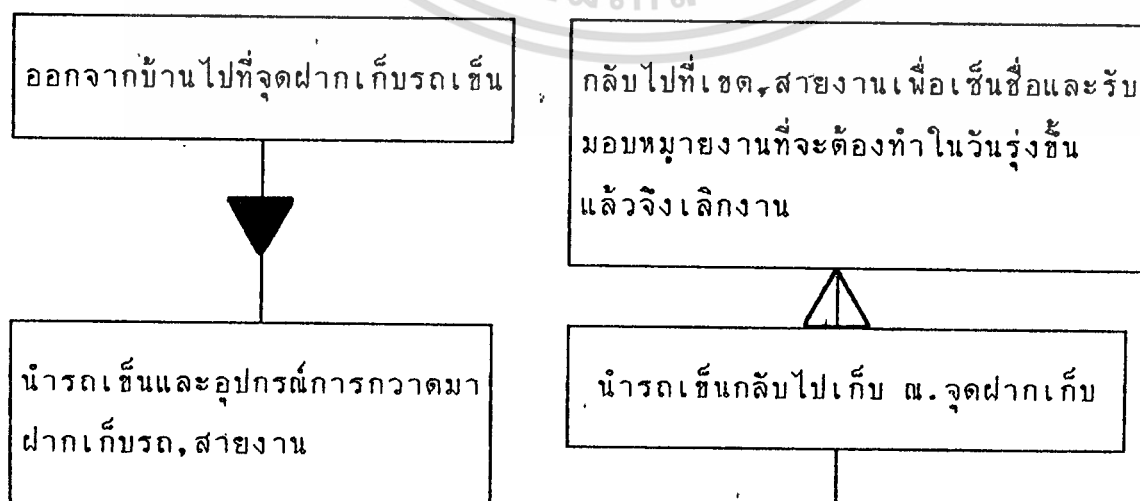 ออกจากบ้านไปที่จุดฝากเก็บรถเข็น
นำรถเข็นและอุปกรณ์การกวาดมา
ฝากเก็บรถ,สายงาน
กลับไปที่เขต,สายงานเพื่อเซ็นชื่อและรับ
มอบหมายงานที่จะต้องทำในวันรุ่งขึ้น
แล้วจึงเลิกงาน
นำรถเข็นกลับไปเก็บ ณ.จุดฝากเก็บ